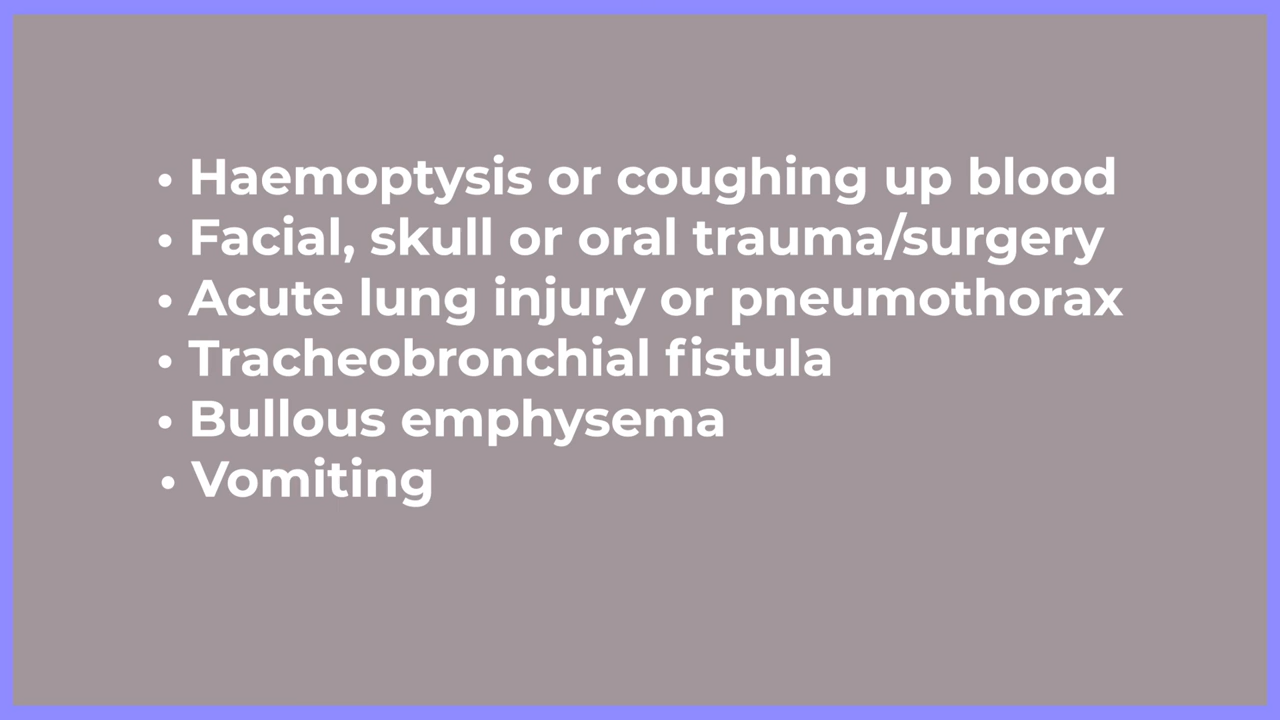 • Haemoptysis or coughing up blood
• Facial, skull or oral trauma/surgery
• Acute lung injury or pneumothorax
• Tracheobronchial fistula
• Bullous emphysema
• Vomiting